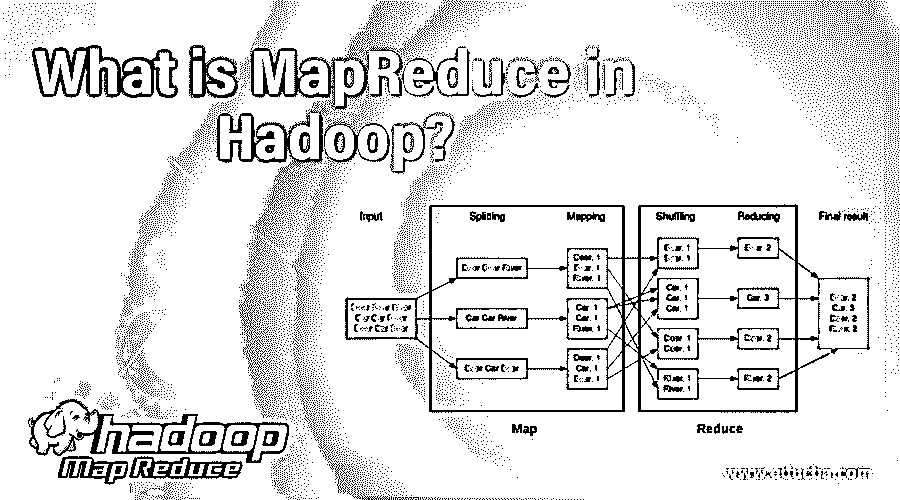 What is MapReduce in
Hadoop?
Input
Splitting
Mapping
Shuffling
Reducing
Final result
Deer Bear River
Car Car River
Deer Car Bear
Deer Bear River
Car Car River
Deer Car Bear
Deer, 1
Bear, 1
River, 1
Car, 1
Car, 1
River, 1
Deer, 1
Car, 1
Bear, 1
Bear, 1
Bear, 1
Car, 1
Car, 1
Car, 1
Deer, 1
Deer, 1
River, 1
River, 1
Bear, 2
Car, 3
Deer, 2
River, 2
Bear, 2
Car, 3
Deer, 2
River, 2
Map
Reduce
hadoop
Map Reduce
www.educba.com